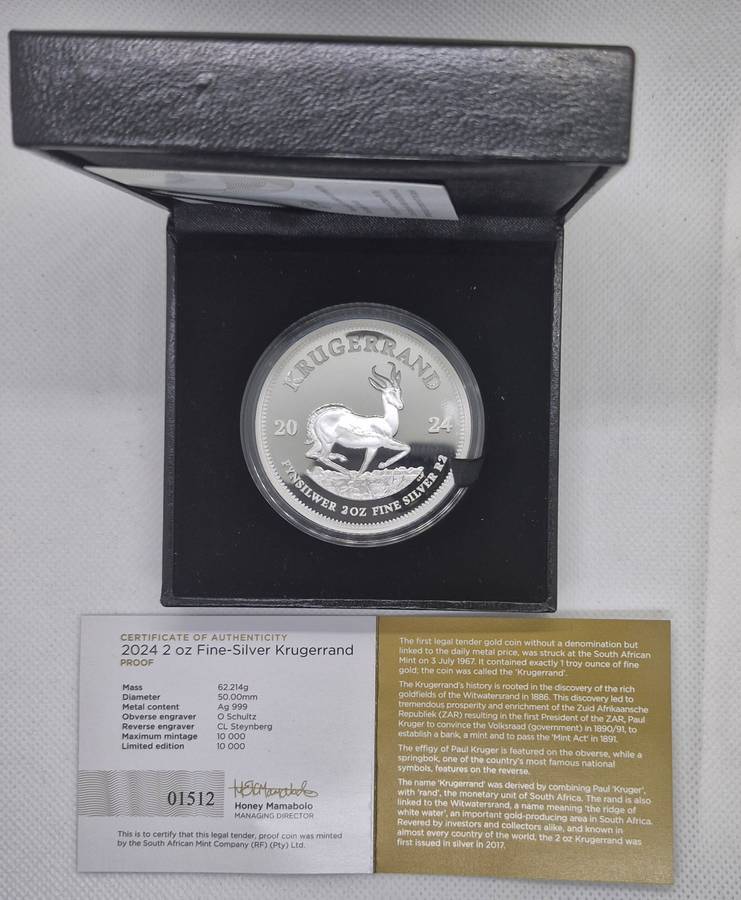 KRUGERRAND
20 24
FYNSILWER 2OZ FINE SILVER R2
CERTIFICATE OF AUTHENTICITY
2024 2 oz Fine-Silver Krugerrand
PROOF
Mass 62.214g
Diameter 50.00mm
Metal content Ag 999
Obverse engraver O Schultz
Reverse engraver CL Steynberg
Maximum mintage 10 000
Limited edition 10 000
01512
Honey Mamabolo
MANAGING DIRECTOR
This is to certify that this legal tender, proof coin was minted
by the South African Mint Company (RF) (Pty) Ltd.
The first legal tender gold coin without a denomination but
linked to the daily metal price, was struck at the South African
Mint on 3 July 1967. It contained exactly 1 troy ounce of fine
gold; the coin was called the 'Krugerrand'.
The Krugerrand's history is rooted in the discovery of the rich
goldfields of the Witwatersrand in 1886. This discovery led to
tremendous prosperity and enrichment of the Zuid Afrikaansche
Republiek (ZAR) resulting in the first President of the ZAR, Paul
Kruger to convince the Volksraad (government) in 1890/91, to
establish a bank, a mint and to pass the 'Mint Act' in 1891.
The effigy of Paul Kruger is featured on the obverse, while a
springbok, one of the country's most famous national
symbols, features on the reverse.
The name 'Krugerrand' was derived by combining Paul 'Kruger',
with 'rand', the monetary unit of South Africa. The rand is also
linked to the Witwatersrand, a name meaning 'the ridge of
white water', an important gold-producing area in South Africa.
Revered by investors and collectors alike, and known in
almost every country of the world, the 2 oz Krugerrand was
first issued in silver in 2017.